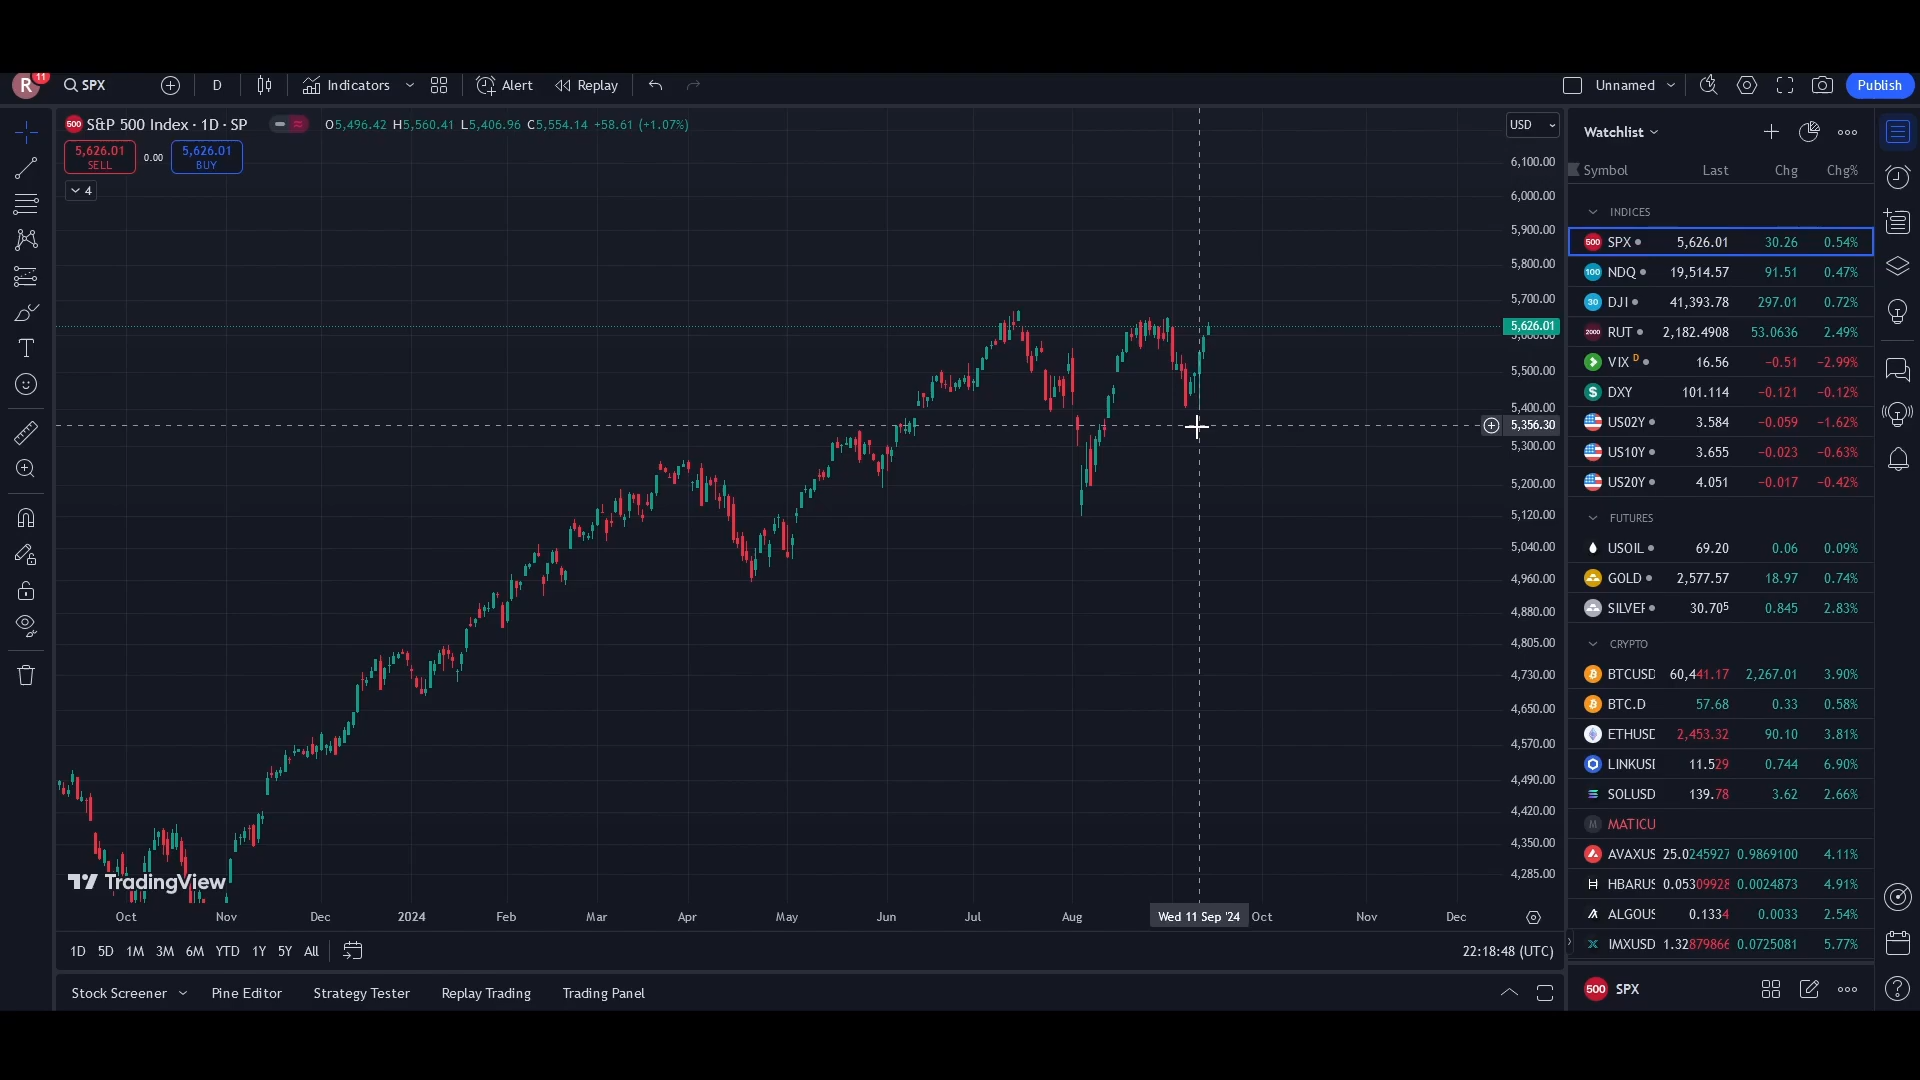 R 11 SPX D Indicators Alert Replay Unnamed Publish
500 S&P 500 Index · 1D · SP O5,496.42 H5,560.41 L5,406.96 C5,554.14 +58.61 (+1.07%)
5,626.01 SELL 0.00 5,626.01 BUY
4
USD
6,100.00
6,000.00
5,900.00
5,800.00
5,700.00
5,626.01
5,600.00
5,500.00
5,400.00
5,356.30
5,300.00
5,200.00
5,120.00
5,040.00
4,960.00
4,880.00
4,805.00
4,730.00
4,650.00
4,570.00
4,490.00
4,420.00
4,350.00
4,285.00
TradingView
Oct Nov Dec 2024 Feb Mar Apr May Jun Jul Aug Wed 11 Sep '24 Oct Nov Dec
1D 5D 1M 3M 6M YTD 1Y 5Y All 22:18:48 (UTC)
Stock Screener Pine Editor Strategy Tester Replay Trading Trading Panel
Watchlist
Symbol Last Chg Chg%
INDICES
500 SPX 5,626.01 30.26 0.54%
100 NDQ 19,514.57 91.51 0.47%
30 DJI 41,393.78 297.01 0.72%
2000 RUT 2,182.4908 53.0636 2.49%
VIX D 16.56 −0.51 −2.99%
DXY 101.114 −0.121 −0.12%
US02Y 3.584 −0.059 −1.62%
US10Y 3.655 −0.023 −0.63%
US20Y 4.051 −0.017 −0.42%
FUTURES
USOIL 69.20 0.06 0.09%
GOLD 2,577.57 18.97 0.74%
SILVER 30.705 0.845 2.83%
CRYPTO
BTCUSD 60,441.17 2,267.01 3.90%
BTC.D 57.68 0.33 0.58%
ETHUSD 2,453.32 90.10 3.81%
LINKUSD 11.529 0.744 6.90%
SOLUSD 139.78 3.62 2.66%
MATICU
AVAXUS 25.0245927 0.9869100 4.11%
HBARUS 0.05309928 0.0024873 4.91%
ALGOUS 0.1334 0.0033 2.54%
IMXUSD 1.32879866 0.0725081 5.77%
500 SPX